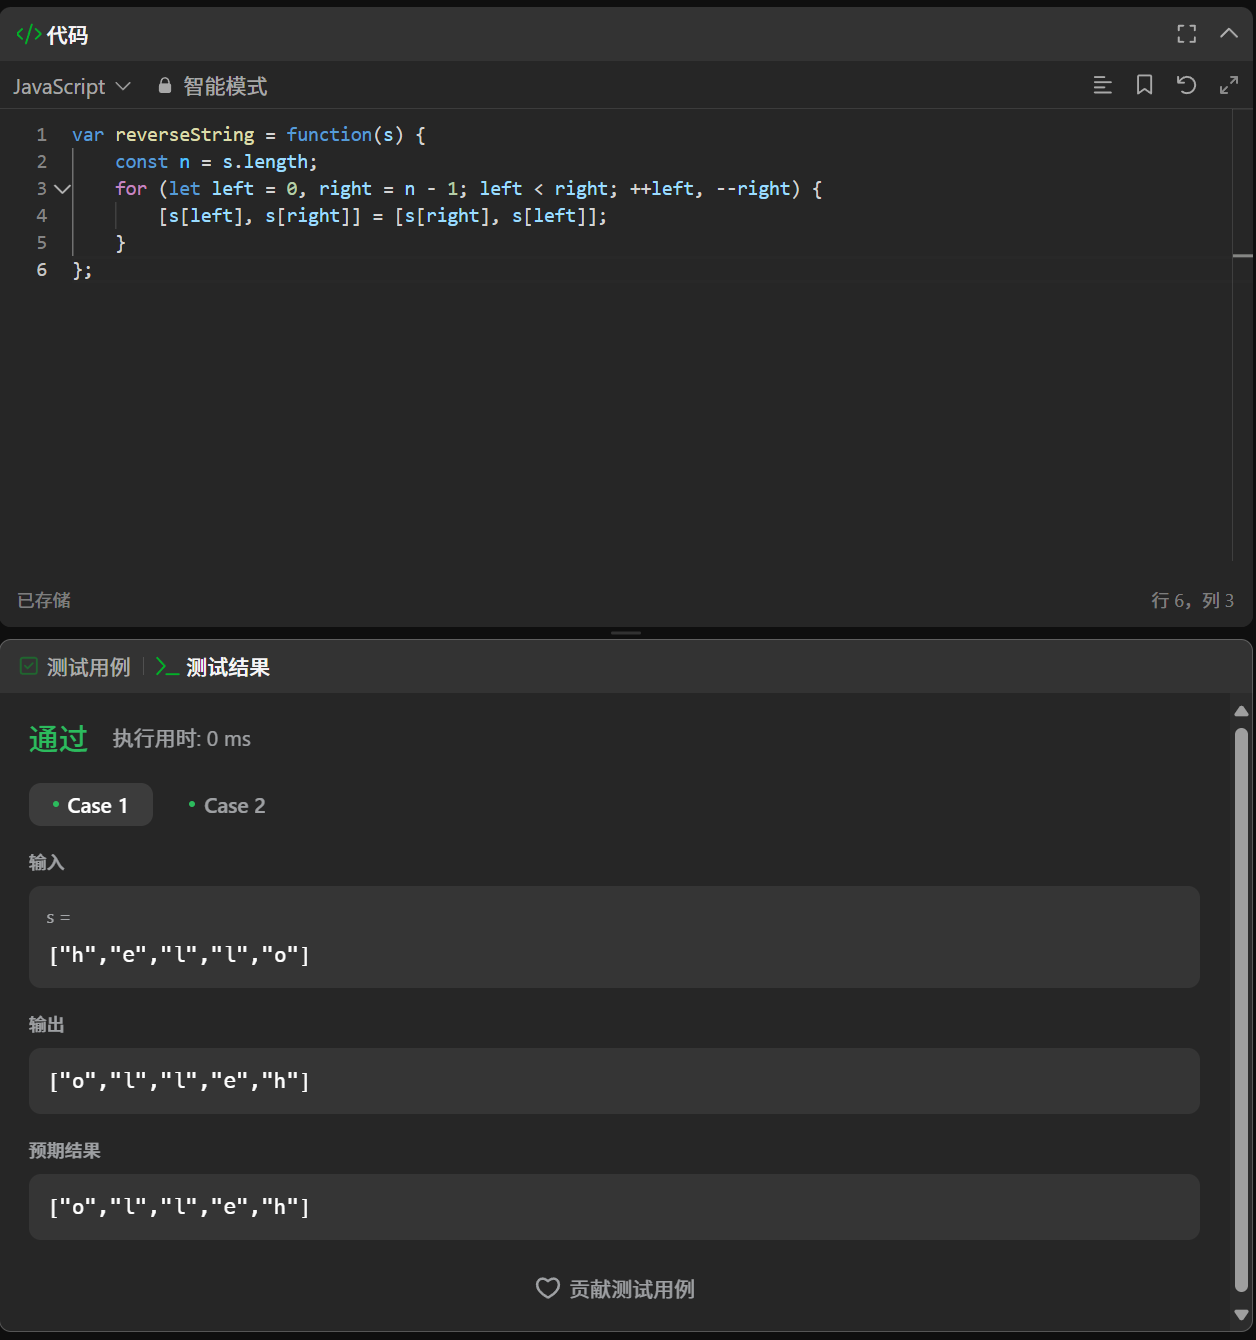 </> 代码
JavaScript 智能模式
1 var reverseString = function(s) {
2     const n = s.length;
3     for (let left = 0, right = n - 1; left < right; ++left, --right) {
4         [s[left], s[right]] = [s[right], s[left]];
5     }
6 };
已存储 行 6，列 3
测试用例 测试结果
通过 执行用时: 0 ms
Case 1 Case 2
输入
s =
["h","e","l","l","o"]
输出
["o","l","l","e","h"]
预期结果
["o","l","l","e","h"]
贡献测试用例